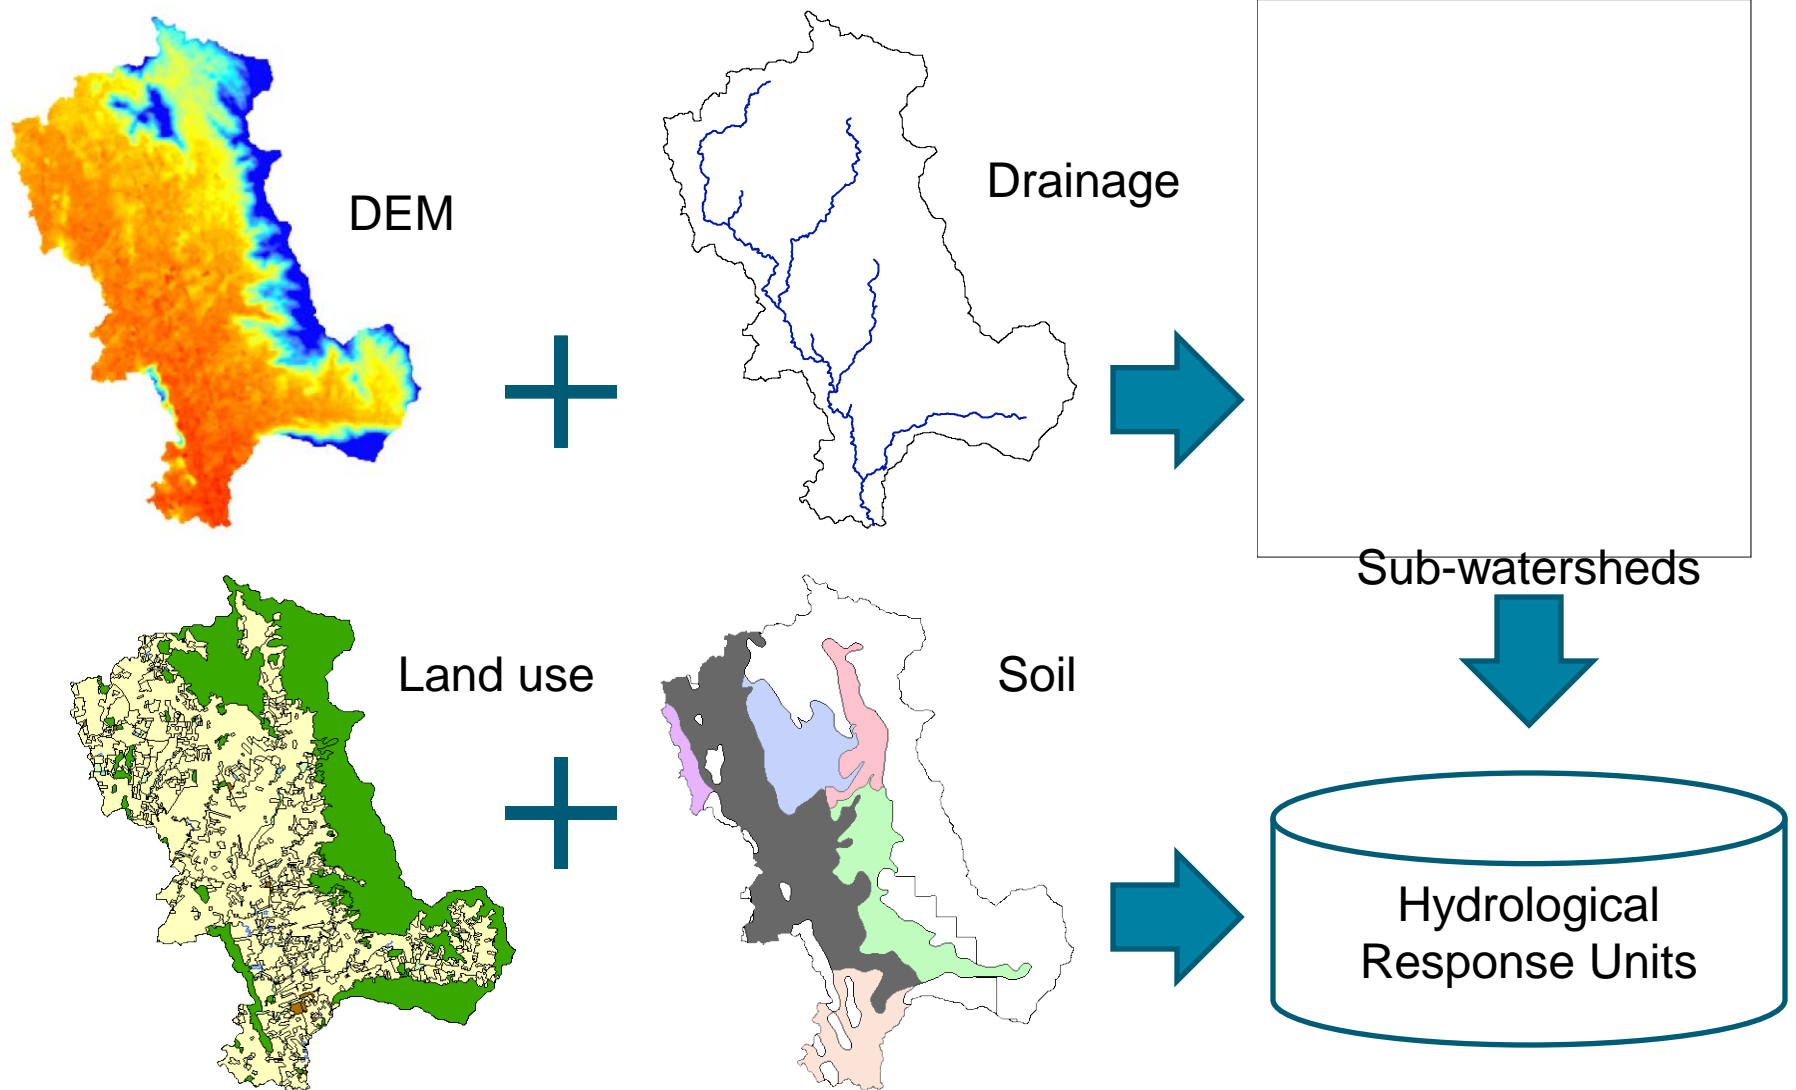 DEM
Drainage
Sub-watersheds
Land use
Soil
Hydrological
Response Units